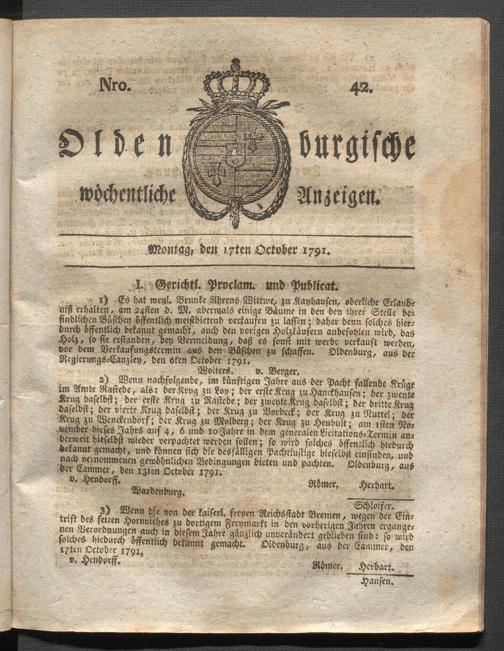 Nro. 42.
Olden burgische
wöchentliche Anzeigen.
Montag, den 17ten October 1791.
I. Gerichtl. Proclam. und Publicat.
1) Es hat weyl. Brunke Ahrens Wittwe, zu Kayhausen, oberliche Erlaub-
niß erhalten, am 24sten d. M. abermals einige Bäume in den bey ihrer Stelle be-
findlichen Büschen öffentlich meistbietend verkaufen zu lassen; daher denn solches hier-
durch öffentlich bekannt gemacht, auch den vorigen Holzkäufern anbefohlen wird, das
Holz, so sie erstanden, bey Vermeidung, daß es sonst mit werde verkauft werden,
vor dem Verkaufungstermin aus den Büschen zu schaffen. Oldenburg, aus der
Regierungs-Canzley, den 6ten October 1791.
Wolters. v. Berger.
2) Wenn nachfolgende, im künftigen Jahre aus der Pacht fallende Krüge
im Amte Rastede, als: der Krug zu Loy; der erste Krug zu Hanckhausen; der zweyte
Krug daselbst; der erste Krug zu Rastede; der zweyte Krug daselbst; der dritte Krug
daselbst; der vierte Krug daselbst; der Krug zu Vorbeck; der Krug zu Nuttel; der
Krug zu Wenckendorf; der Krug zu Mollberg; der Krug zu Heubult; am 1sten No-
vember dieses Jahrs auf 4, 6 und 10 Jahre in dem generalen Licitations-Termin an-
derweit hieselbst wieder verpachtet werden sollen; so wird solches öffentlich hiedurch
bekannt gemacht, und können sich die desfälligen Pachtlustige hieselbst einfinden, und
nach vernommenen gewöhnlichen Bedingungen bieten und pachten. Oldenburg, aus
der Cammer, den 13ten October 1791.
v. Hendorff. Römer. Herbart.
Wardenburg.
Schloifer.
3) Wenn die von der kaiserl. freyen Reichsstadt Bremen, wegen der Ein-
trift des fetten Hornviehes zu dortigem Freymarkt in den vorherigen Jahren ergange-
nen Verordnungen auch in diesem Jahre gänzlich unverändert geblieben sind: so wird
solches hiedurch öffentlich bekannt gemacht. Oldenburg, aus der Cammer, den
17ten October 1791.
v. Hendorff. Römer. Herbart.
Hansen.